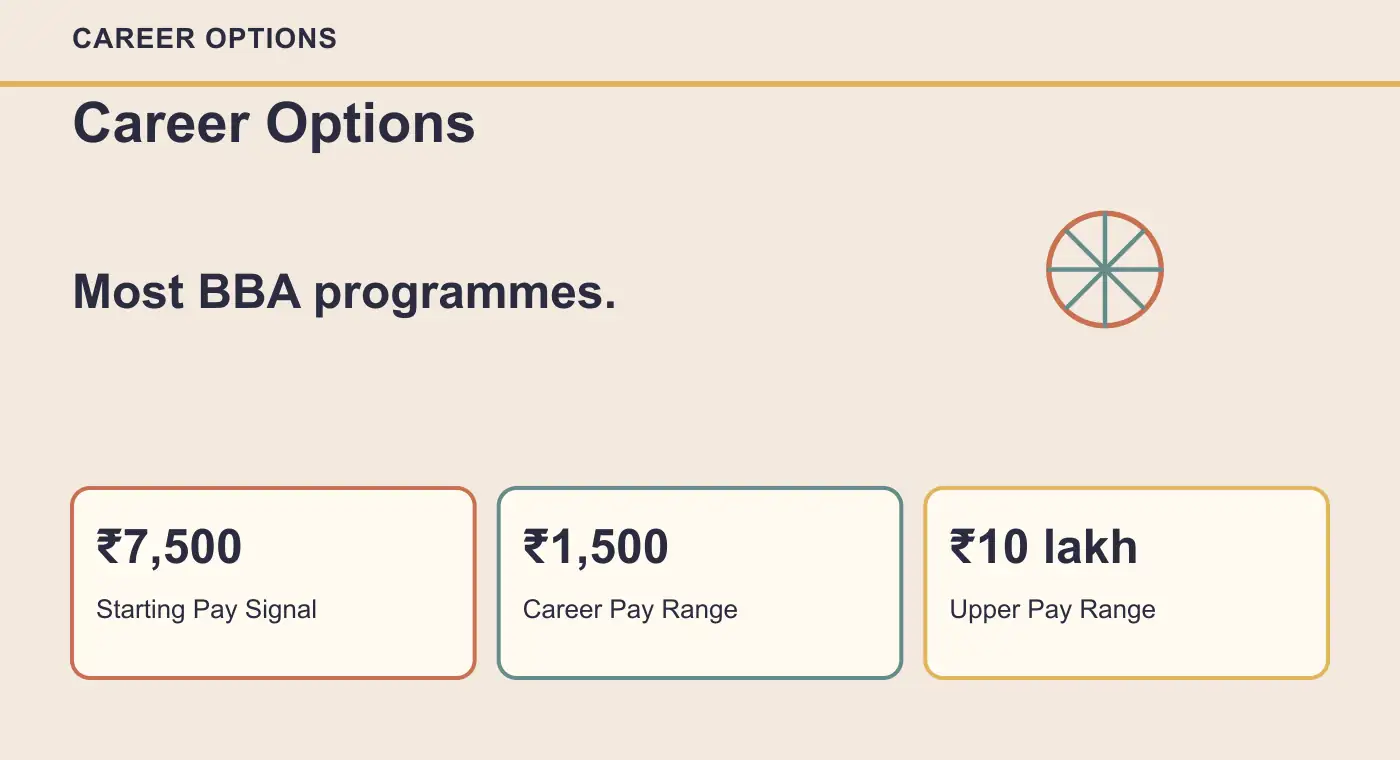 CAREER OPTIONS
Career Options
Most BBA programmes.
₹7,500
Starting Pay Signal
₹1,500
Career Pay Range
₹10 lakh
Upper Pay Range